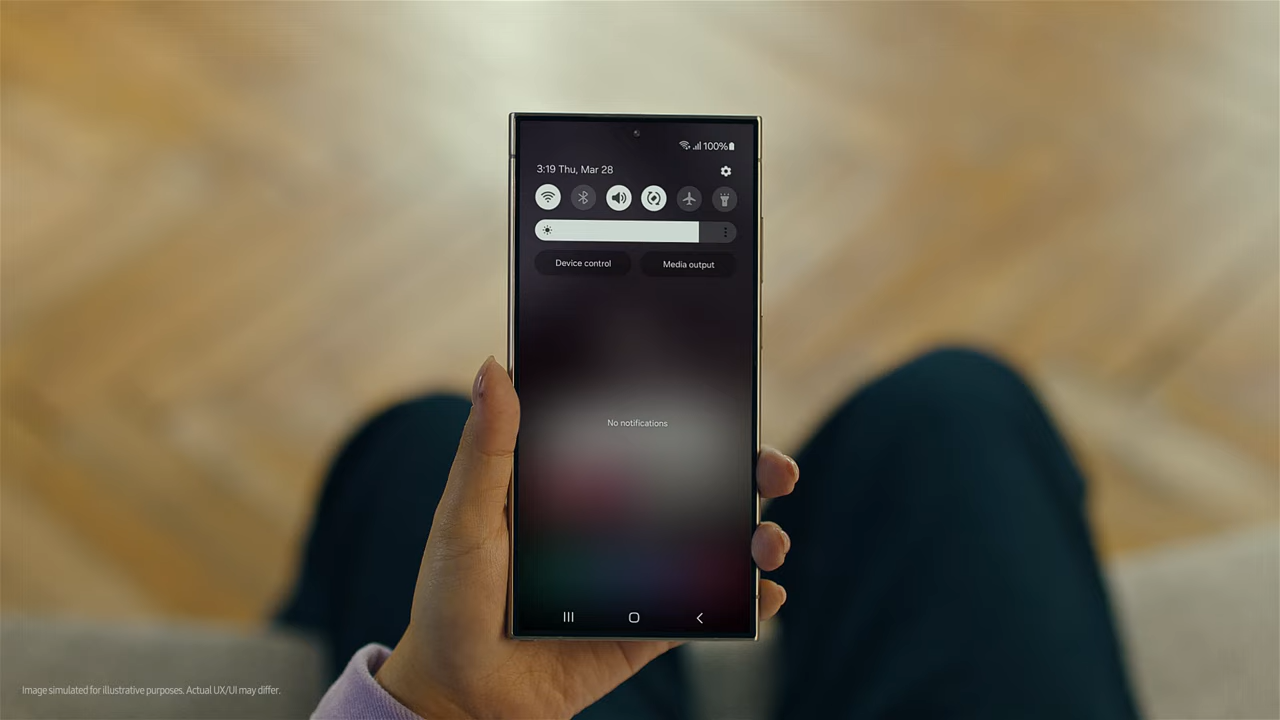 100%
3:19 Thu, Mar 28
Device control
Media output
No notifications
Image simulated for illustrative purposes. Actual UX/UI may differ.